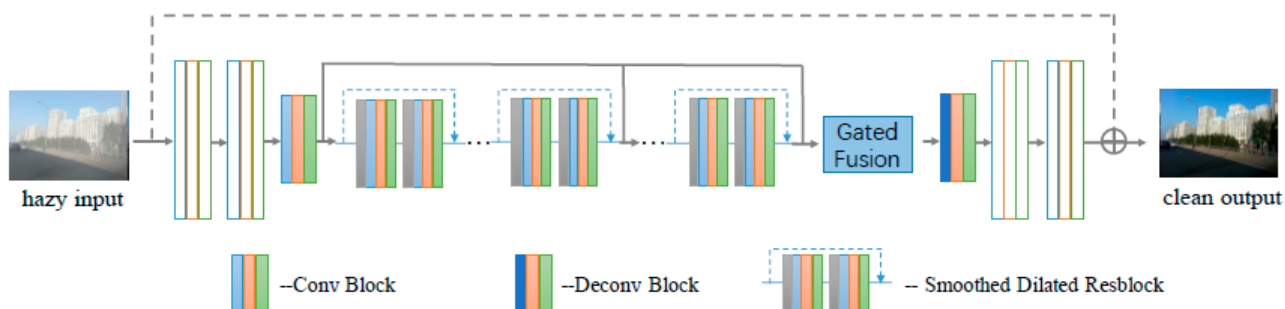 hazy input
Gated
Fusion
clean output
--Conv Block
--Deconv Block
-- Smoothed Dilated Resblock